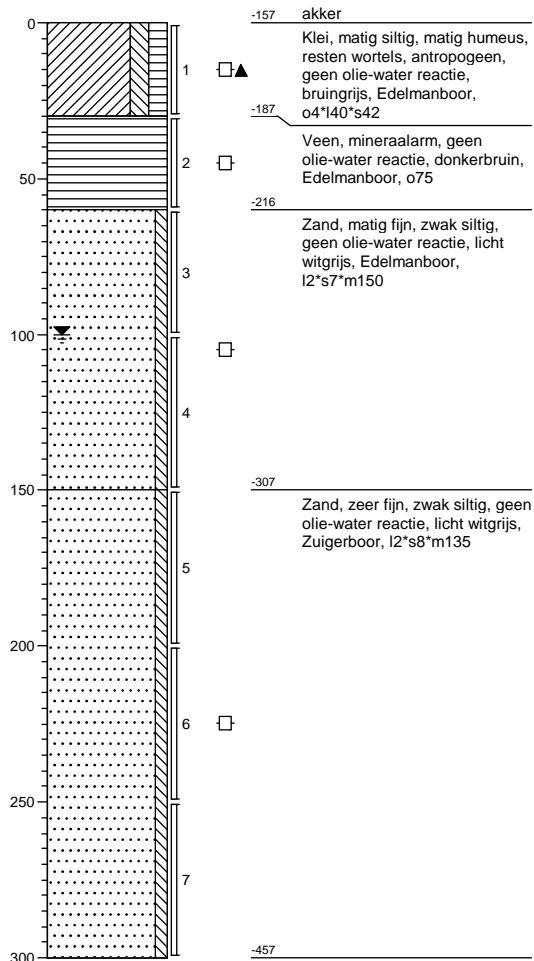 0
50
100
150
200
250
300
1
2
3
4
5
6
7
-157 akker
Klei, matig siltig, matig humeus,
resten wortels, antropogeen,
geen olie-water reactie,
bruingrijs, Edelmanboor,
o4*l40*s42
-187
Veen, mineraalarm, geen
olie-water reactie, donkerbruin,
Edelmanboor, o75
-216
Zand, matig fijn, zwak siltig,
geen olie-water reactie, licht
witgrijs, Edelmanboor,
l2*s7*m150
-307
Zand, zeer fijn, zwak siltig, geen
olie-water reactie, licht witgrijs,
Zuigerboor, l2*s8*m135
-457